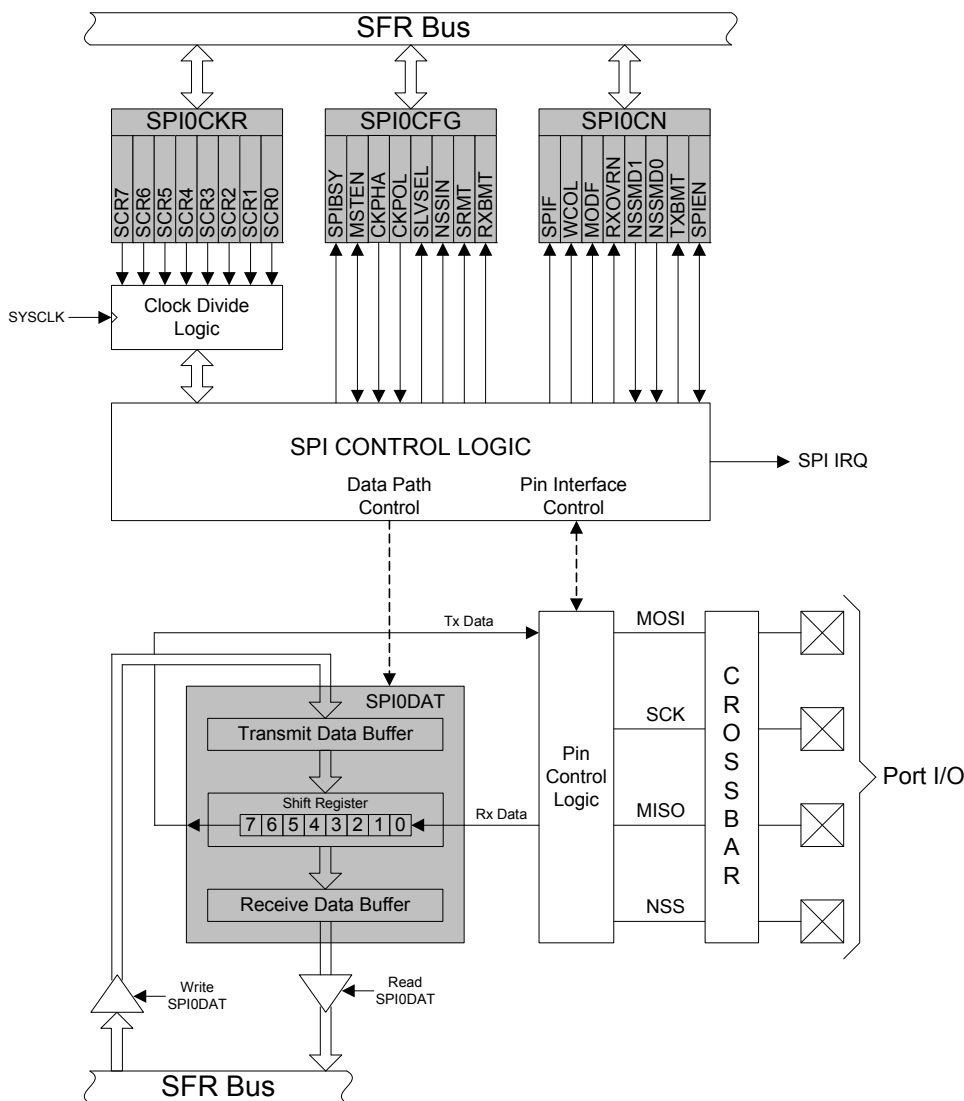 SFR Bus
SPI0CKR
SCR7
SCR6
SCR5
SCR4
SCR3
SCR2
SCR1
SCR0
SPI0CFG
SPIBSY
MSTEN
CKPHA
CKPOL
SLVSEL
NSSIN
SRMT
RXBMT
SPI0CN
SPIF
WCOL
MODF
RXOVRN
NSSMD1
NSSMD0
TXBMT
SPIEN
SYSCLK
Clock Divide
Logic
SPI CONTROL LOGIC
Data Path
Control
Pin Interface
Control
SPI IRQ
Tx Data
SPI0DAT
Transmit Data Buffer
Shift Register
7 6 5 4 3 2 1 0
Rx Data
Receive Data Buffer
Pin
Control
Logic
MOSI
SCK
MISO
NSS
CROSSBAR
Port I/O
Write
SPI0DAT
Read
SPI0DAT
SFR Bus